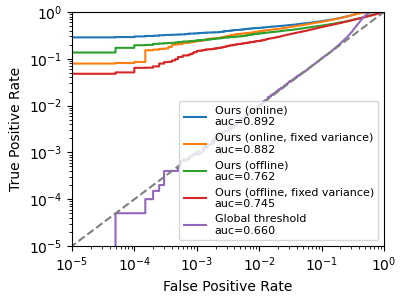 True Positive Rate
10⁰
10⁻¹
10⁻²
10⁻³
10⁻⁴
10⁻⁵
Ours (online)
auc=0.892
Ours (online, fixed variance)
auc=0.882
Ours (offline)
auc=0.762
Ours (offline, fixed variance)
auc=0.745
Global threshold
auc=0.660
10⁻⁵ 10⁻⁴ 10⁻³ 10⁻² 10⁻¹ 10⁰
False Positive Rate